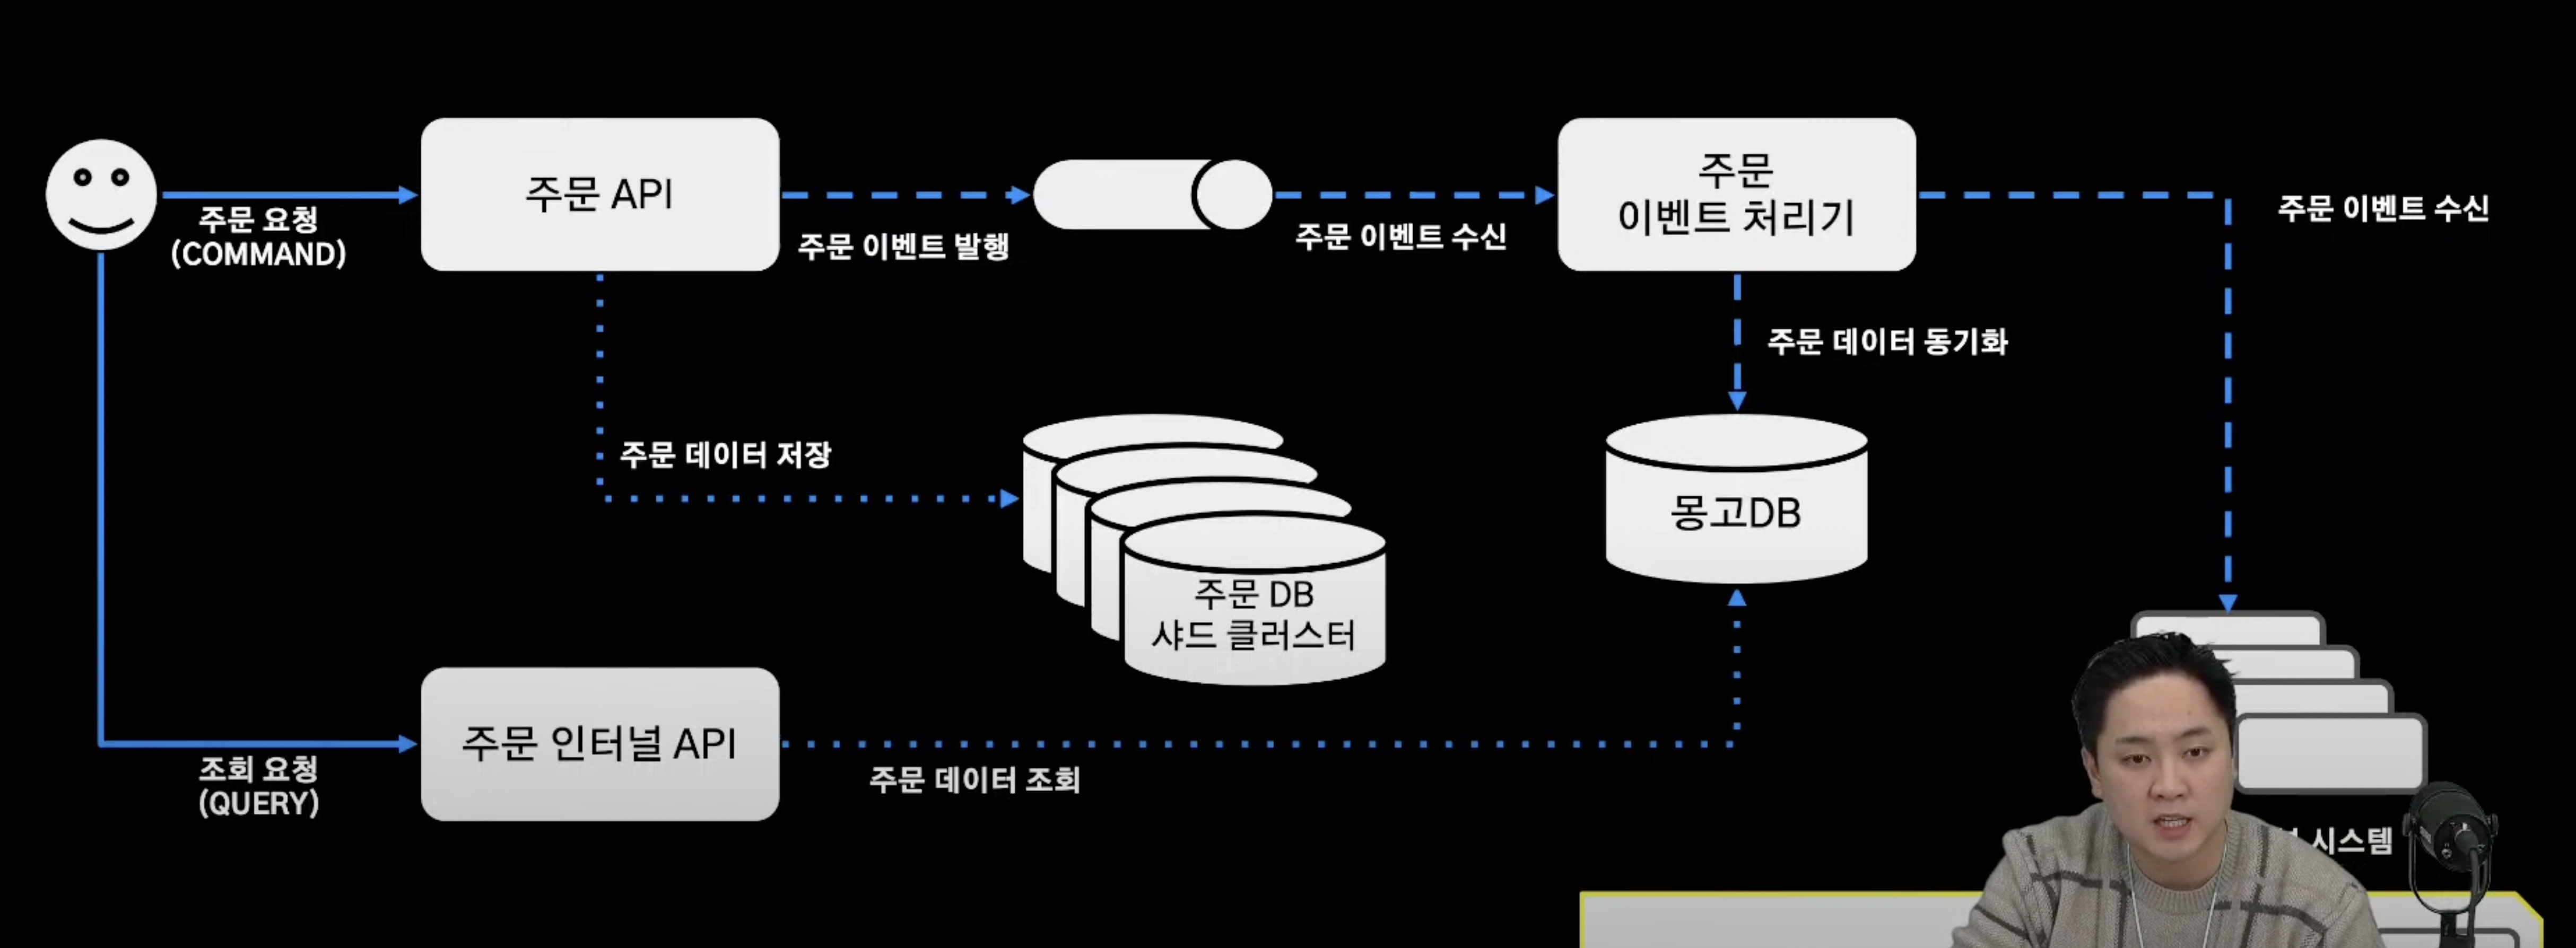 주문 요청
(COMMAND)
주문 API
주문 이벤트 발행
주문 이벤트 수신
주문
이벤트 처리기
주문 이벤트 수신
주문 데이터 동기화
주문 데이터 저장
주문 DB
샤드 클러스터
몽고DB
조회 요청
(QUERY)
주문 인터널 API
주문 데이터 조회
시스템